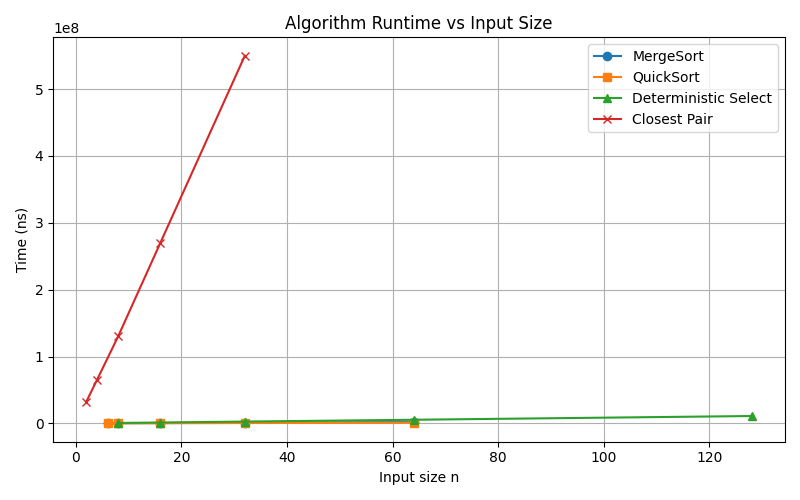 Algorithm Runtime vs Input Size
1e8
MergeSort
QuickSort
Deterministic Select
Closest Pair
5
4
3
2
1
0
Time (ns)
0 20 40 60 80 100 120
Input size n